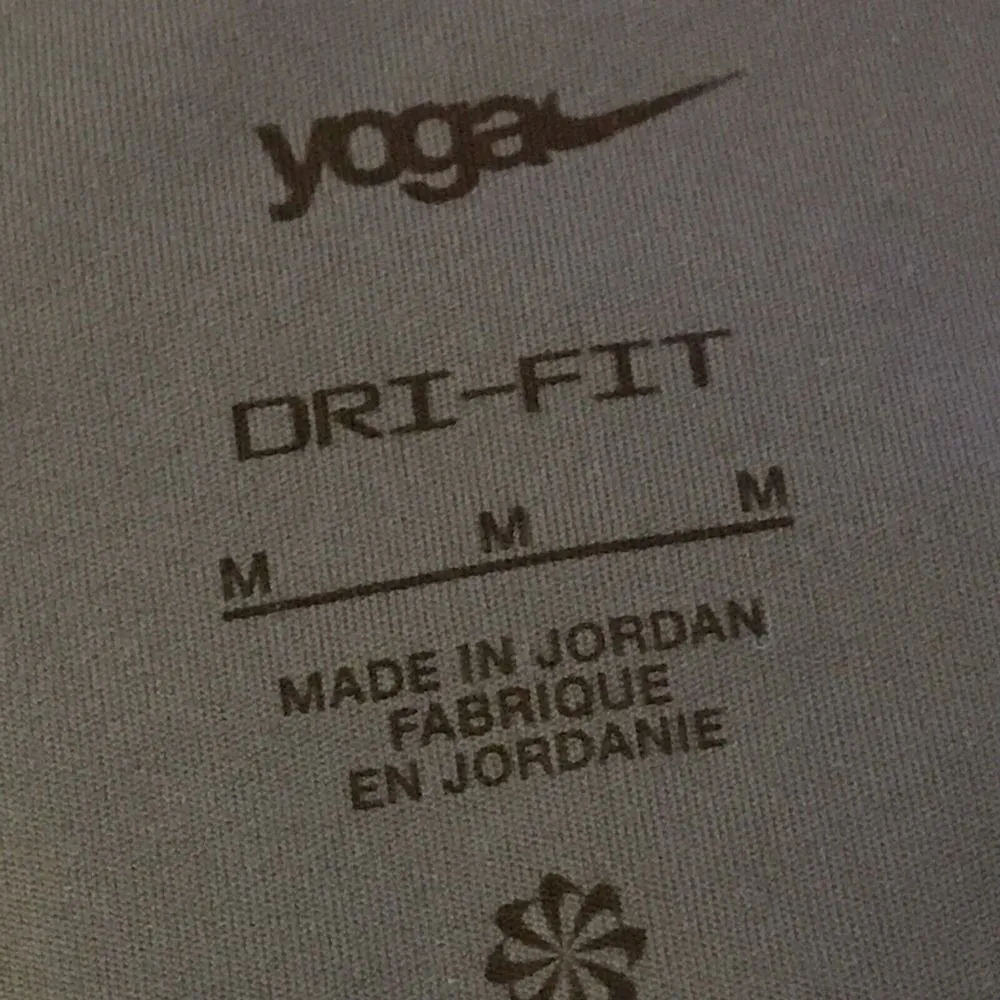 yoga
DRI-FIT
M M M
MADE IN JORDAN
FABRIQUE
EN JORDANIE